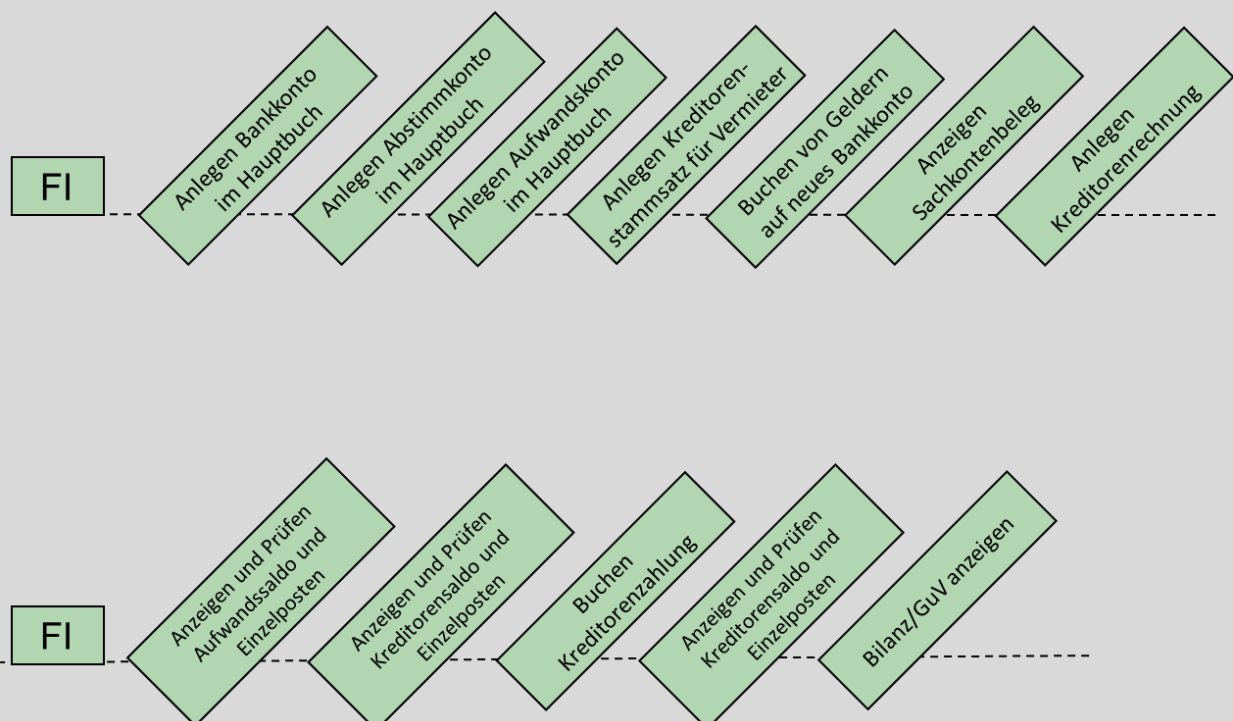 FI
Anlegen Bankkonto
im Hauptbuch
Anlegen Abstimmkonto
im Hauptbuch
Anlegen Aufwandskonto
im Hauptbuch
Anlegen Kreditoren-
stammsatz für Vermieter
Buchen von Geldern
auf neues Bankkonto
Anzeigen
Sachkontenbeleg
Anlegen
Kreditorenrechnung
FI
Anzeigen und Prüfen
Aufwandssaldo und
Einzelposten
Anzeigen und Prüfen
Kreditorensaldo und
Einzelposten
Buchen
Kreditorenzahlung
Anzeigen und Prüfen
Kreditorensaldo und
Einzelposten
Bilanz/GuV anzeigen